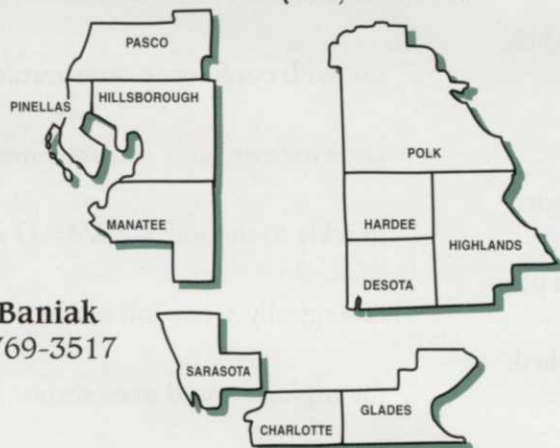 PASCO
HILLSBOROUGH
PINELLAS
MANATEE
POLK
HARDEE
HIGHLANDS
DESOTA
Baniak
769-3517
SARASOTA
CHARLOTTE
GLADES